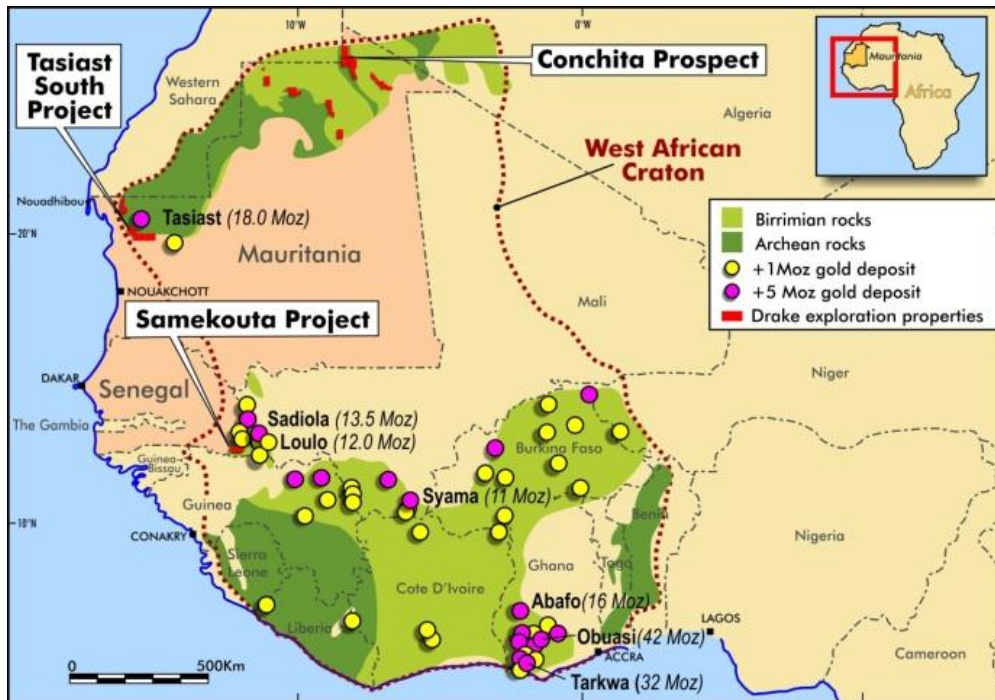 10°W
0°W
Tasiast
South
Project
Western
Sahara
Conchita Prospect
Algeria
Mauritania
Africa
West African
Craton
Nouadhibou
Tasiast (18.0 Moz)
20°N
Mauritania
Birrimian rocks
Archean rocks
+1Moz gold deposit
+5 Moz gold deposit
Drake exploration properties
NOUAKCHOTT
Mali
Samekouta Project
DAKAR
Senegal
Niger
The Gambia
Sadiola
(13.5 Moz)
Loulo (12.0 Moz)
Burkina Faso
Guinea
Bissau
Guinea
Syama (11 Moz)
10°N
CONAKRY
Benin
Nigeria
Sierra
Leone
Ghana
Togo
Cote D'Ivoire
Abafo (16 Moz)
Liberia
Obuasi (42 Moz)
LAGOS
ACCRA
Cameroon
0 500Km
Tarkwa (32 Moz)